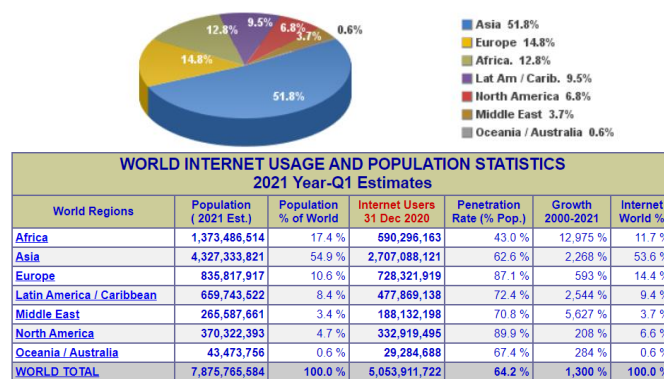 9.5%
6.8%
3.7%
0.6%
12.8%
14.8%
51.8%
Asia 51.8%
Europe 14.8%
Africa. 12.8%
Lat Am / Carib. 9.5%
North America 6.8%
Middle East 3.7%
Oceania / Australia 0.6%
WORLD INTERNET USAGE AND POPULATION STATISTICS
2021 Year-Q1 Estimates
World Regions Population ( 2021 Est.) Population % of World Internet Users 31 Dec 2020 Penetration Rate (% Pop.) Growth 2000-2021 Internet World %
Africa 1,373,486,514 17.4 % 590,296,163 43.0 % 12,975 % 11.7 %
Asia 4,327,333,821 54.9 % 2,707,088,121 62.6 % 2,268 % 53.6 %
Europe 835,817,917 10.6 % 728,321,919 87.1 % 593 % 14.4 %
Latin America / Caribbean 659,743,522 8.4 % 477,869,138 72.4 % 2,544 % 9.4 %
Middle East 265,587,661 3.4 % 188,132,198 70.8 % 5,627 % 3.7 %
North America 370,322,393 4.7 % 332,919,495 89.9 % 208 % 6.6 %
Oceania / Australia 43,473,756 0.6 % 29,284,688 67.4 % 284 % 0.6 %
WORLD TOTAL 7,875,765,584 100.0 % 5,053,911,722 64.2 % 1,300 % 100.0 %